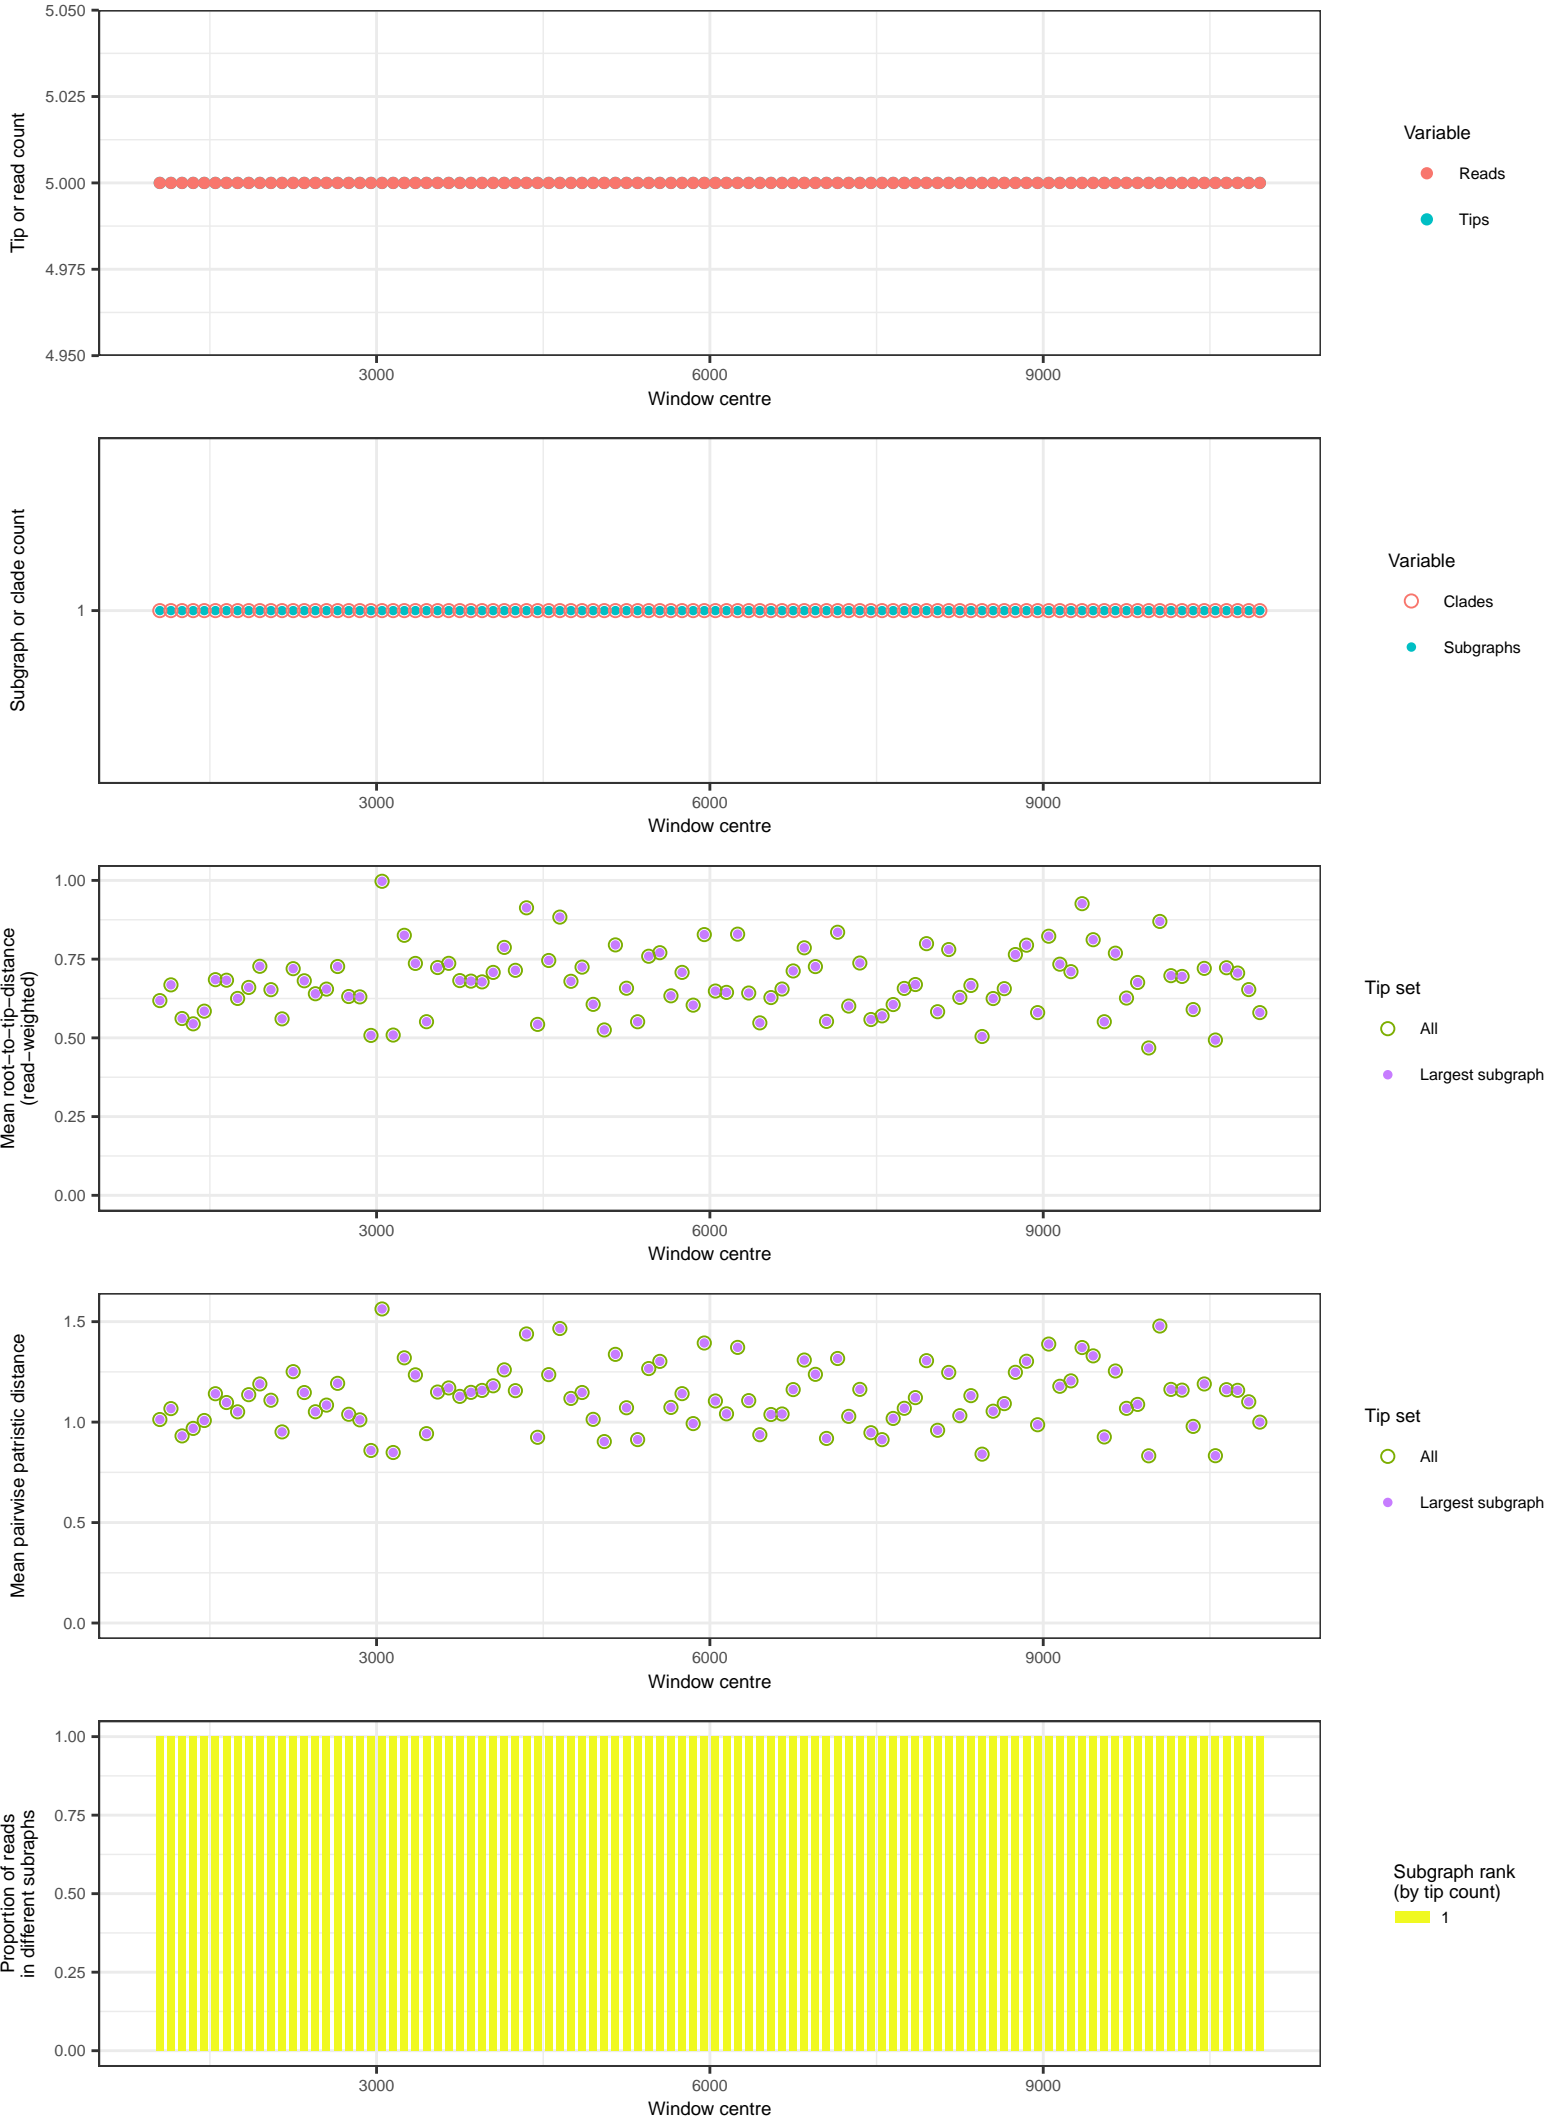 5.050
5.025
5.000
4.975
4.950
Tip or read count
3000 6000 9000
Window centre
Variable
Reads
Tips
1
Subgraph or clade count
3000 6000 9000
Window centre
Variable
Clades
Subgraphs
1.00
0.75
0.50
0.25
0.00
Mean root−to−tip−distance
(read−weighted)
3000 6000 9000
Window centre
Tip set
All
Largest subgraph
1.5
1.0
0.5
0.0
Mean pairwise patristic distance
3000 6000 9000
Window centre
Tip set
All
Largest subgraph
1.00
0.75
0.50
0.25
0.00
Proportion of reads
in different subraphs
3000 6000 9000
Window centre
Subgraph rank
(by tip count)
1